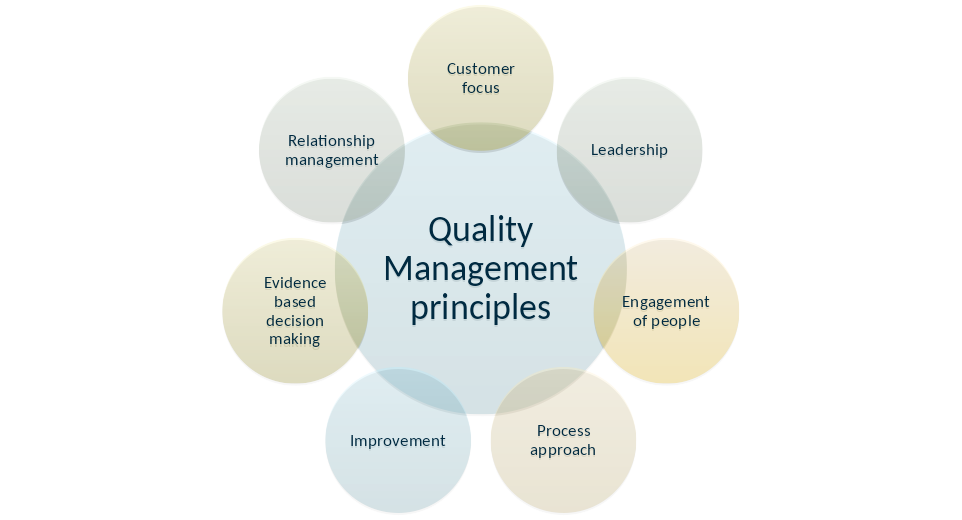 Customer
focus
Relationship
management
Leadership
Quality
Management
principles
Evidence
based
decision
making
Engagement
of people
Improvement
Process
approach